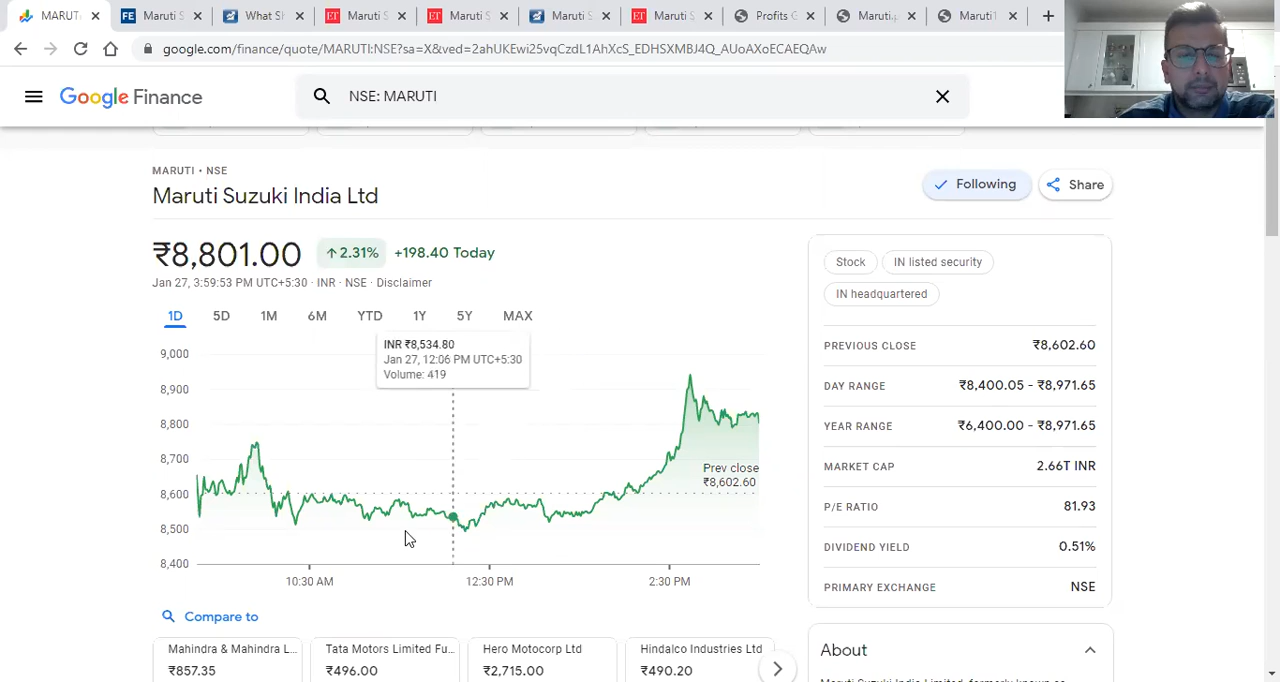 MARUTI
Maruti S
What Sh
Maruti S
Maruti S
Maruti S
Maruti S
Profits G
Maruti.p
Maruti1
google.com/finance/quote/MARUTI:NSE?sa=X&ved=2ahUKEwi25vqCzdL1AhXcS_EDHSXMBJ4Q_AUoAXoECAEQAw
Google Finance
NSE: MARUTI
MARUTI • NSE
Maruti Suzuki India Ltd
Following
Share
₹8,801.00
↑ 2.31%
+198.40 Today
Jan 27, 3:59:53 PM UTC+5:30 · INR · NSE · Disclaimer
1D 5D 1M 6M YTD 1Y 5Y MAX
INR ₹8,534.80
Jan 27, 12:06 PM UTC+5:30
Volume: 419
9,000
8,900
8,800
8,700
8,600
8,500
8,400
Prev close
₹8,602.60
10:30 AM 12:30 PM 2:30 PM
Compare to
Mahindra & Mahindra L...
₹857.35
Tata Motors Limited Fu...
₹496.00
Hero Motocorp Ltd
₹2,715.00
Hindalco Industries Ltd
₹490.20
Stock
IN listed security
IN headquartered
PREVIOUS CLOSE ₹8,602.60
DAY RANGE ₹8,400.05 - ₹8,971.65
YEAR RANGE ₹6,400.00 - ₹8,971.65
MARKET CAP 2.66T INR
P/E RATIO 81.93
DIVIDEND YIELD 0.51%
PRIMARY EXCHANGE NSE
About